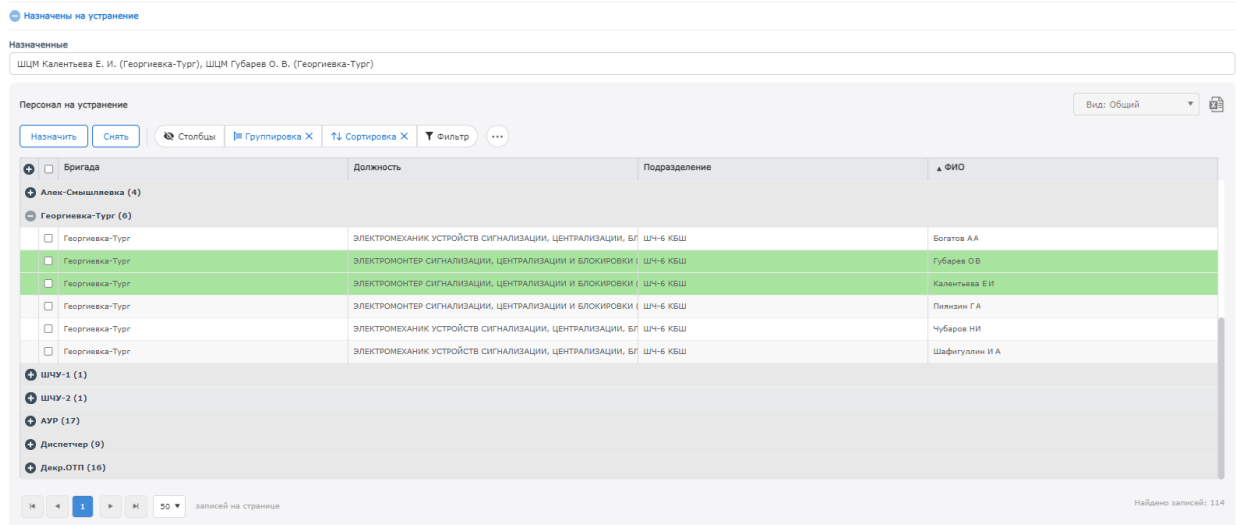 Назначены на устранение
Назначенные
ШЦМ Калентьева Е. И. (Георгиевка-Тург), ШЦМ Губарев О. В. (Георгиевка-Тург)
Персонал на устранение
Вид: Общий
Назначить Снять Столбцы Группировка Сортировка Фильтр
Бригада Должность Подразделение ФИО
Алек-Смышляевка (4)
Георгиевка-Тург (6)
Георгиевка-Тург ЭЛЕКТРОМЕХАНИК УСТРОЙСТВ СИГНАЛИЗАЦИИ, ЦЕНТРАЛИЗАЦИИ, БЛ ШЧ-6 КБШ Богатов А А
Георгиевка-Тург ЭЛЕКТРОМОНТЕР СИГНАЛИЗАЦИИ, ЦЕНТРАЛИЗАЦИИ И БЛОКИРОВКИ ( ШЧ-6 КБШ Губарев О В
Георгиевка-Тург ЭЛЕКТРОМОНТЕР СИГНАЛИЗАЦИИ, ЦЕНТРАЛИЗАЦИИ И БЛОКИРОВКИ ( ШЧ-6 КБШ Калентьева Е И
Георгиевка-Тург ЭЛЕКТРОМОНТЕР СИГНАЛИЗАЦИИ, ЦЕНТРАЛИЗАЦИИ И БЛОКИРОВКИ ( ШЧ-6 КБШ Пиянзин Г А
Георгиевка-Тург ЭЛЕКТРОМЕХАНИК УСТРОЙСТВ СИГНАЛИЗАЦИИ, ЦЕНТРАЛИЗАЦИИ, БЛ ШЧ-6 КБШ Чубаров Н И
Георгиевка-Тург ЭЛЕКТРОМЕХАНИК УСТРОЙСТВ СИГНАЛИЗАЦИИ, ЦЕНТРАЛИЗАЦИИ, БЛ ШЧ-6 КБШ Шафигуллин И А
ШЧУ-1 (1)
ШЧУ-2 (1)
АУР (17)
Диспетчер (9)
Декр.ОТП (16)
1 50 записей на странице Найдено записей: 114